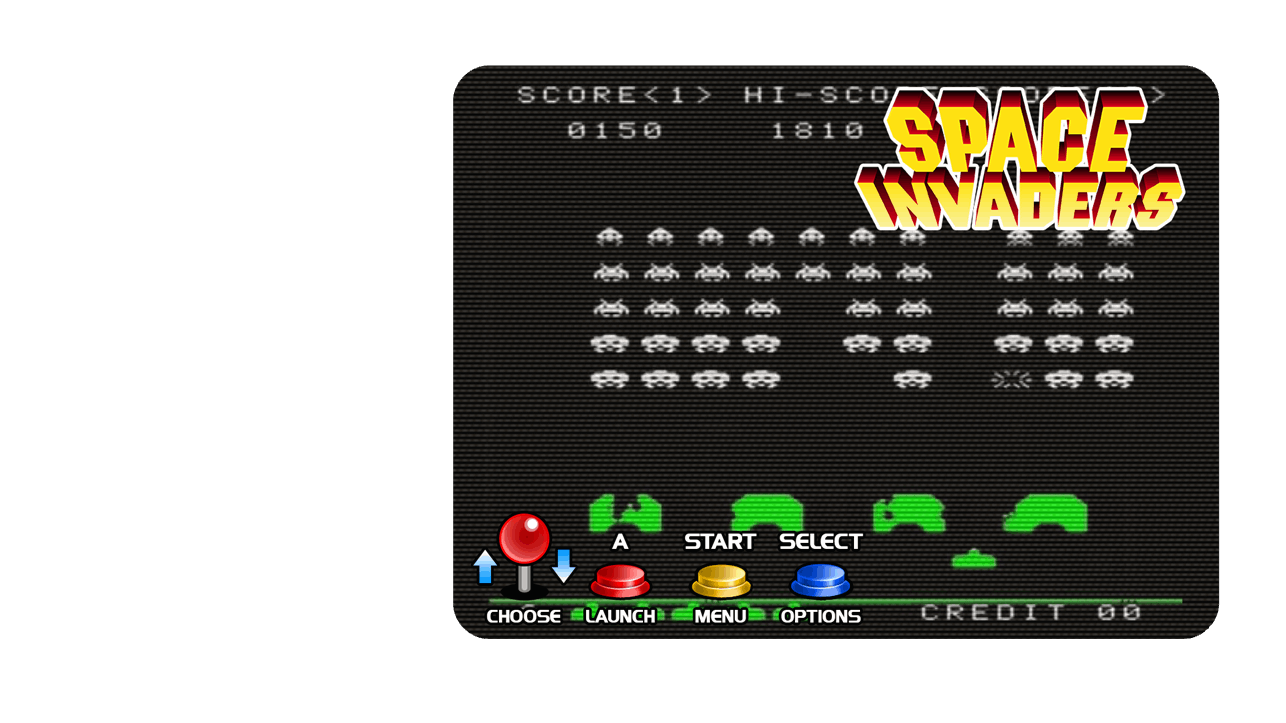 SCORE<1> HI-SCO
0150 1810
SPACE
INVADERS
A START SELECT
CHOOSE LAUNCH MENU OPTIONS
CREDIT 00